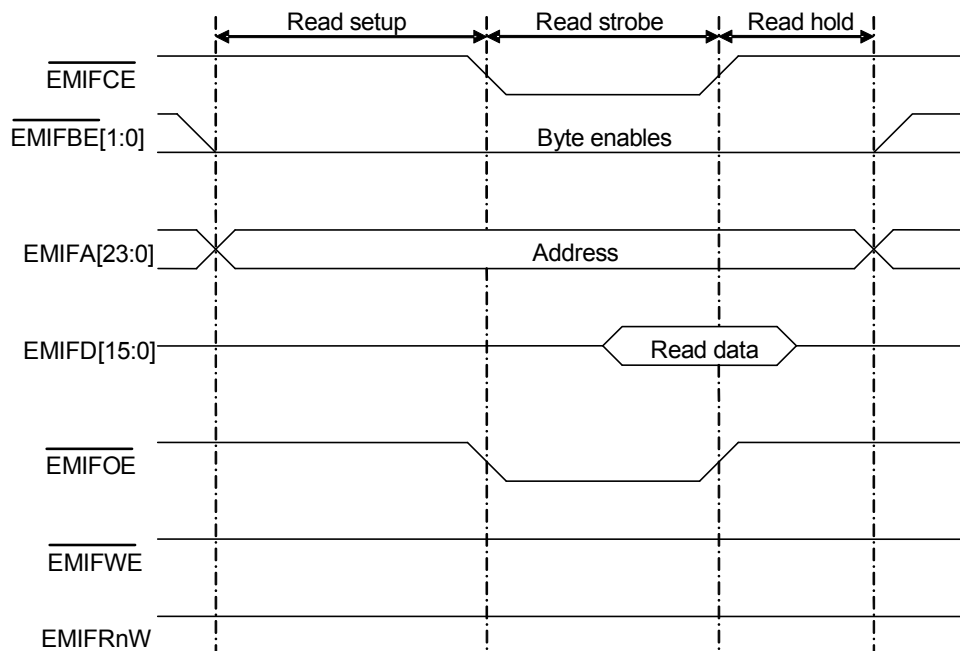 Read setup Read strobe Read hold
EMIFCE
EMIFBE[1:0] Byte enables
EMIFA[23:0] Address
EMIFD[15:0] Read data
EMIFOE
EMIFWE
EMIFRnW